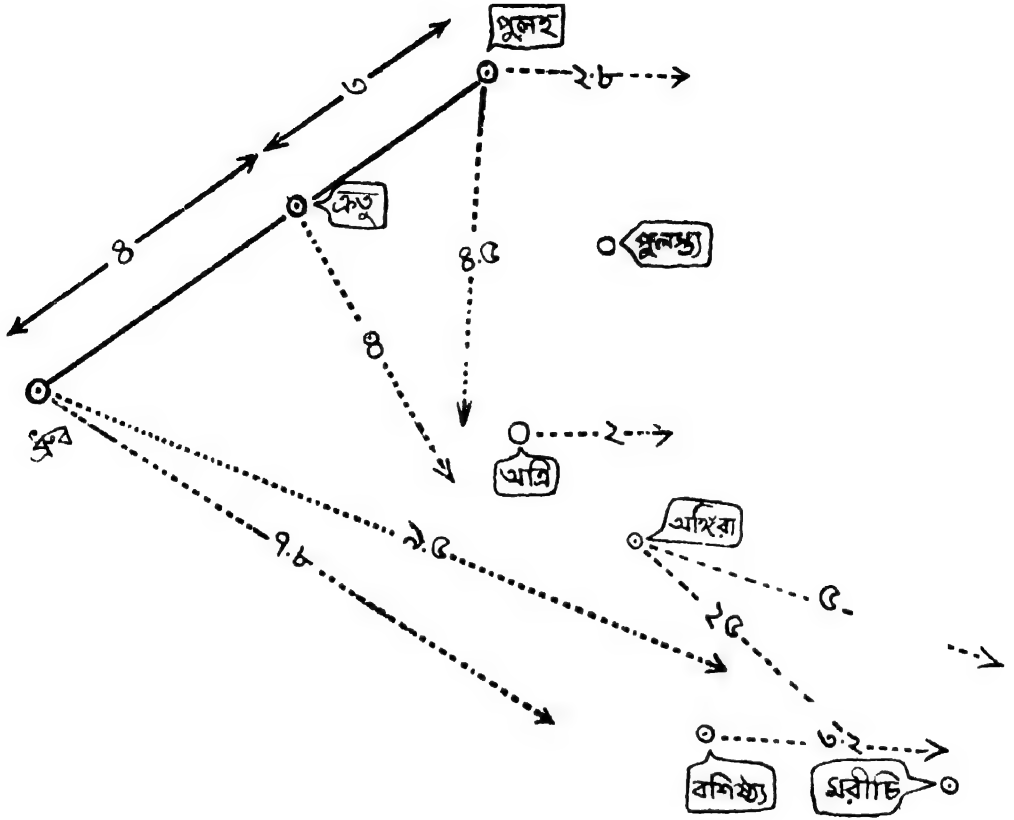 পুলহ
২·৮
৩
ক্রতু
৪
পুলস্ত্য
৪.৫
৪
ধ্রুব
২
অত্রি
অঙ্গিরা
৯.৫
৭.৮
৫
২৫
৩·২
বশিষ্ঠ্য
মরীচি